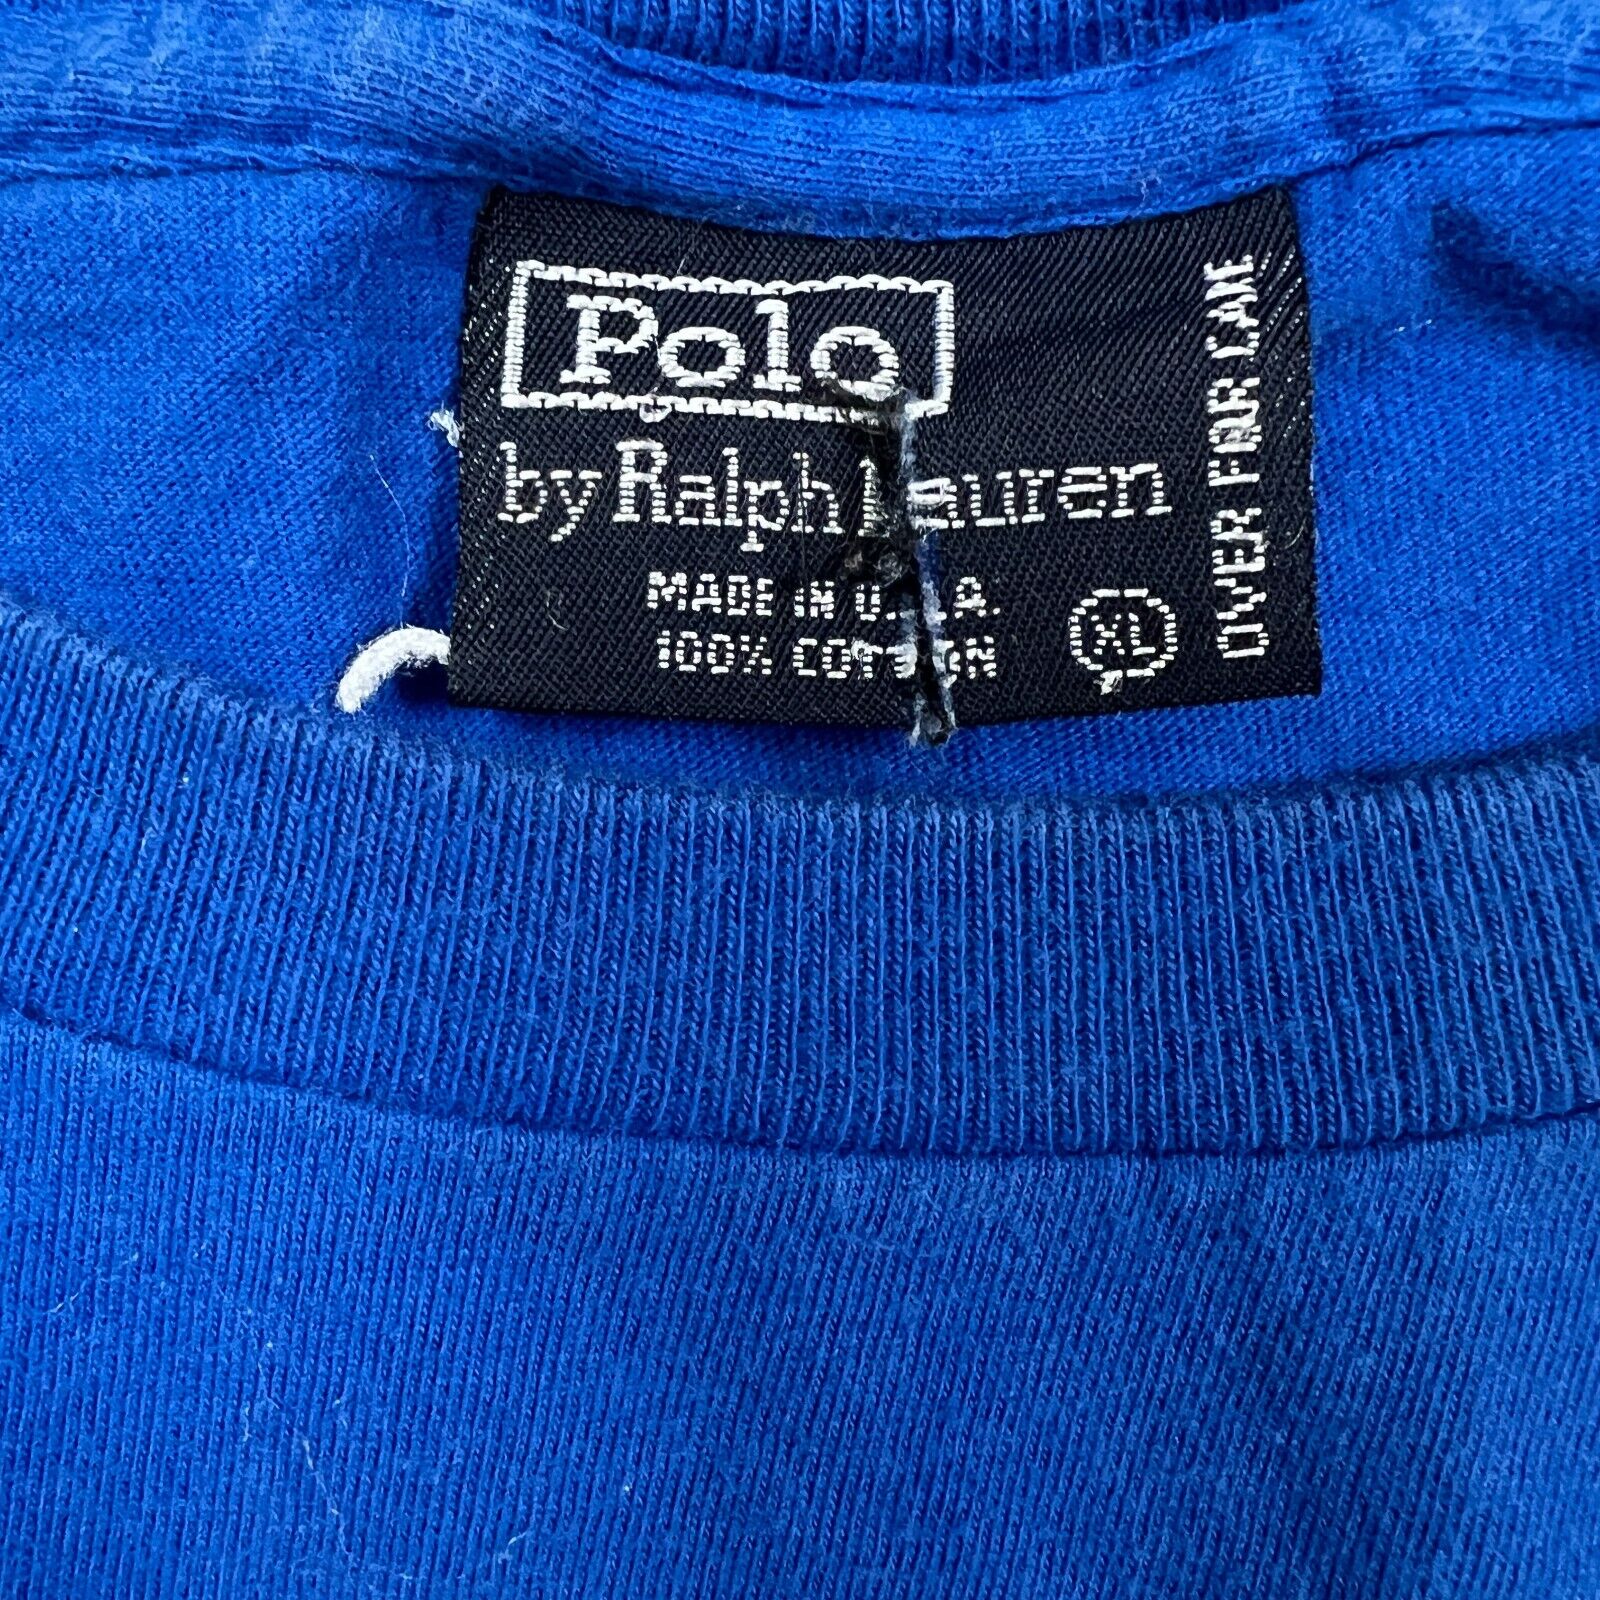 Polo
by Ralph Lauren
MADE IN U.S.A.
100% COTTON
XL
OVER FOR CARE